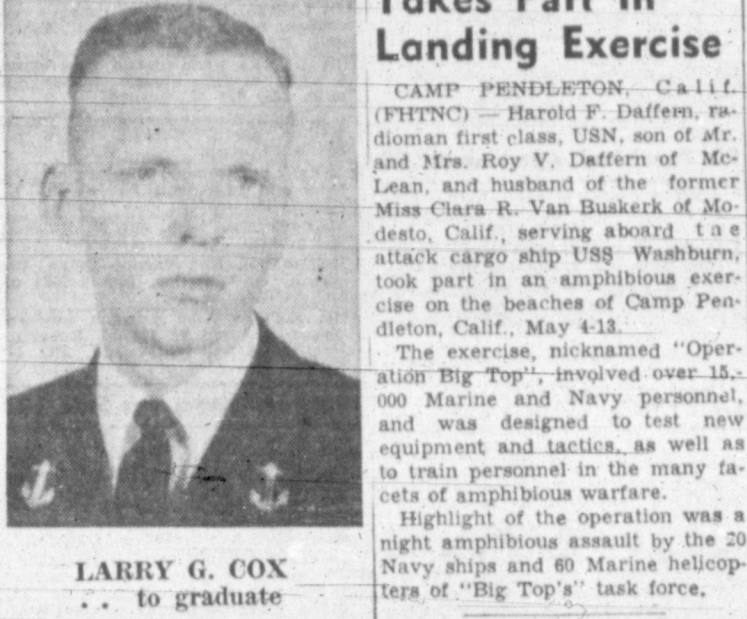 LARRY G. COX
. . to graduate
Takes Part in
Landing Exercise
CAMP PENDLETON, Calif.
(FHTNC) — Harold F. Daffern, ra-
dioman first class, USN, son of Mr.
and Mrs. Roy V. Daffern of Mc-
Lean, and husband of the former
Miss Clara R. Van Buskerk of Mo-
desto, Calif., serving aboard tne
attack cargo ship USS Washburn,
took part in an amphibious exer-
cise on the beaches of Camp Pen-
dleton, Calif., May 4-13.
The exercise, nicknamed "Oper-
ation Big Top", involved over 15,-
000 Marine and Navy personnel,
and was designed to test new
equipment and tactics, as well as
to train personnel in the many fa-
cets of amphibious warfare.
Highlight of the operation was a
night amphibious assault by the 20
Navy ships and 60 Marine helicop-
ters of "Big Top's" task force.